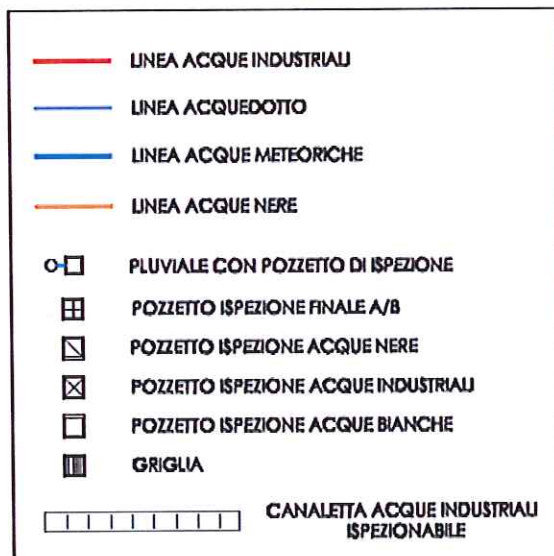 LINEA ACQUE INDUSTRIALI
LINEA ACQUEDOTTO
LINEA ACQUE METEORICHE
LINEA ACQUE NERE
PLUVIALE CON POZZETTO DI ISPEZIONE
POZZETTO ISPEZIONE FINALE A/B
POZZETTO ISPEZIONE ACQUE NERE
POZZETTO ISPEZIONE ACQUE INDUSTRIALI
POZZETTO ISPEZIONE ACQUE BIANCHE
GRIGLIA
CANALETTA ACQUE INDUSTRIALI
ISPEZIONABILE